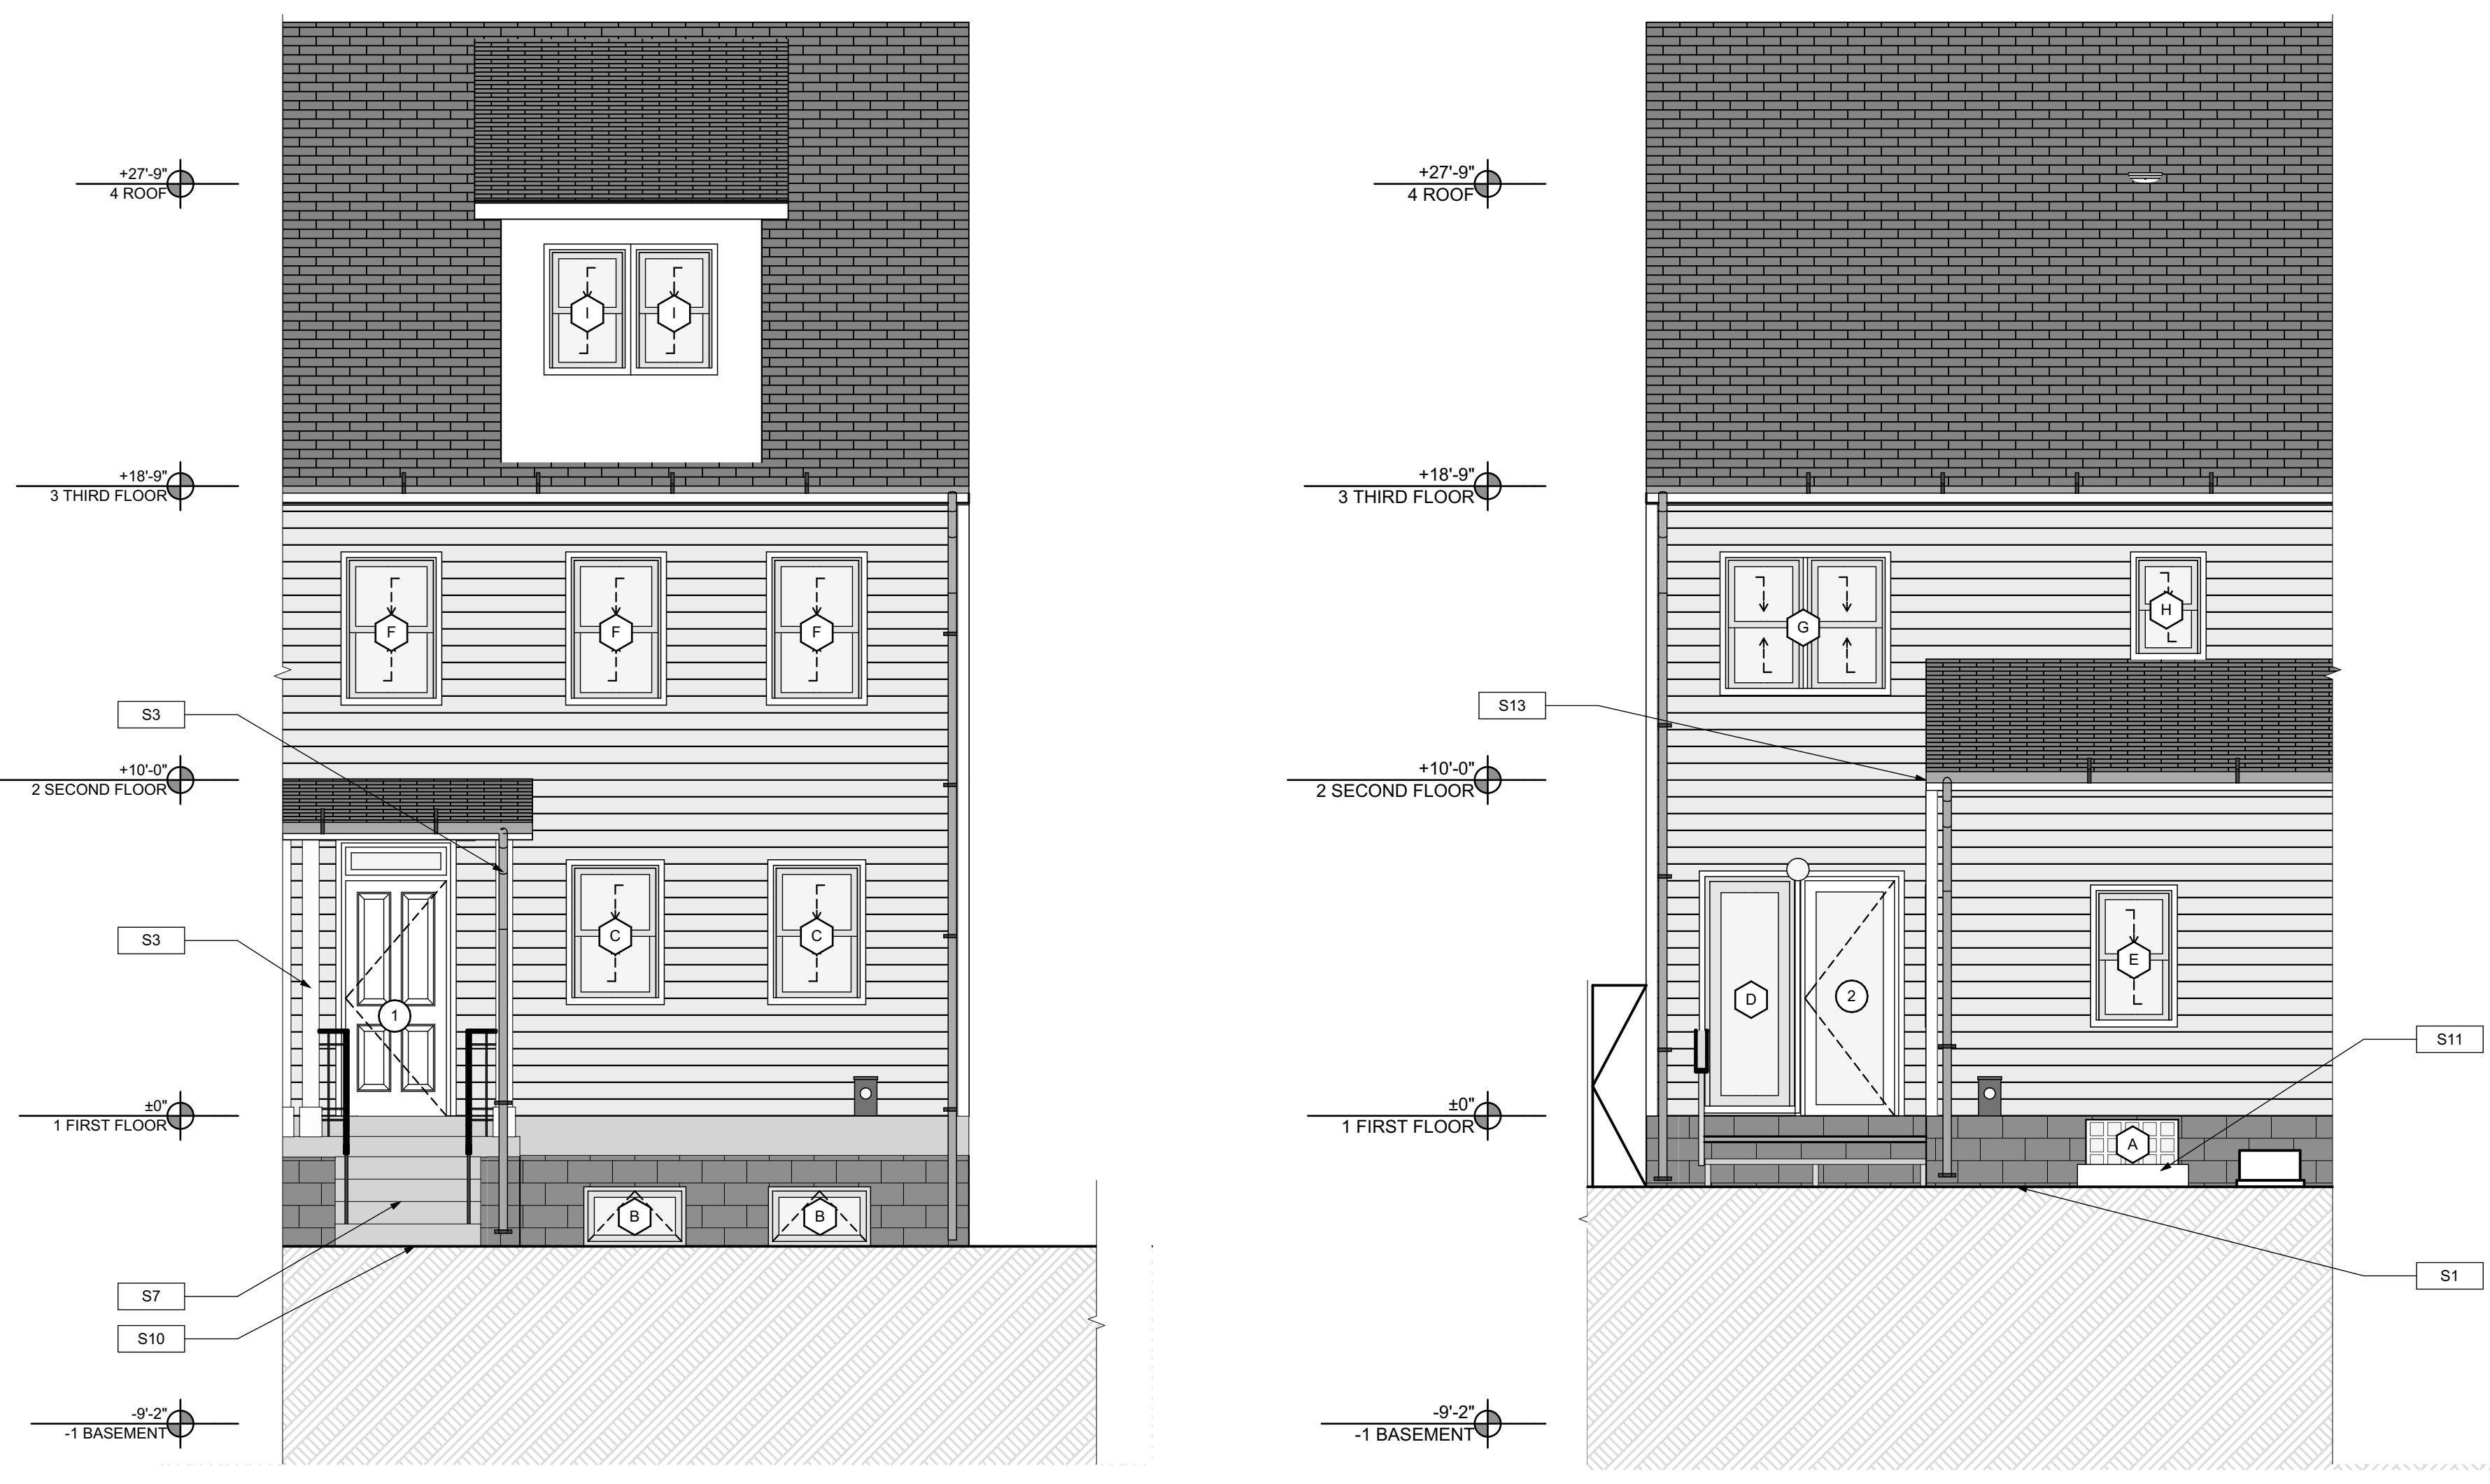 +27'-9"
4 ROOF
I I
+18'-9"
3 THIRD FLOOR
F F F
S3
+10'-0"
2 SECOND FLOOR
C C
S3
1
±0"
1 FIRST FLOOR
B B
S7
S10
-9'-2"
-1 BASEMENT
+27'-9"
4 ROOF
+18'-9"
3 THIRD FLOOR
H
G
S13
+10'-0"
2 SECOND FLOOR
E
D 2
S11
±0"
1 FIRST FLOOR
A
S1
-9'-2"
-1 BASEMENT